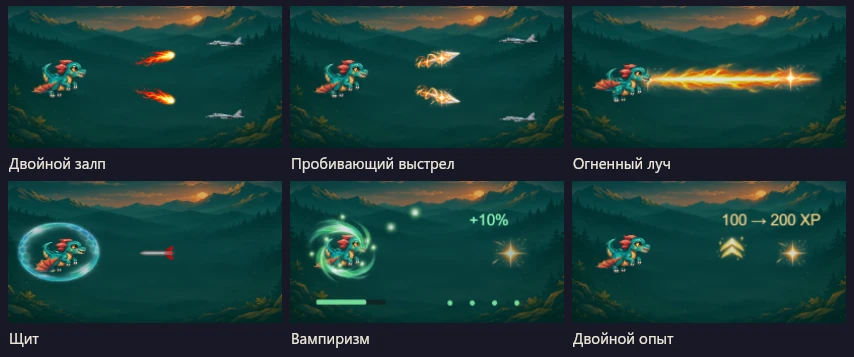 Двойной залп
Пробивающий выстрел
Огненный луч
+10%
100 → 200 XP
Щит
Вампиризм
Двойной опыт